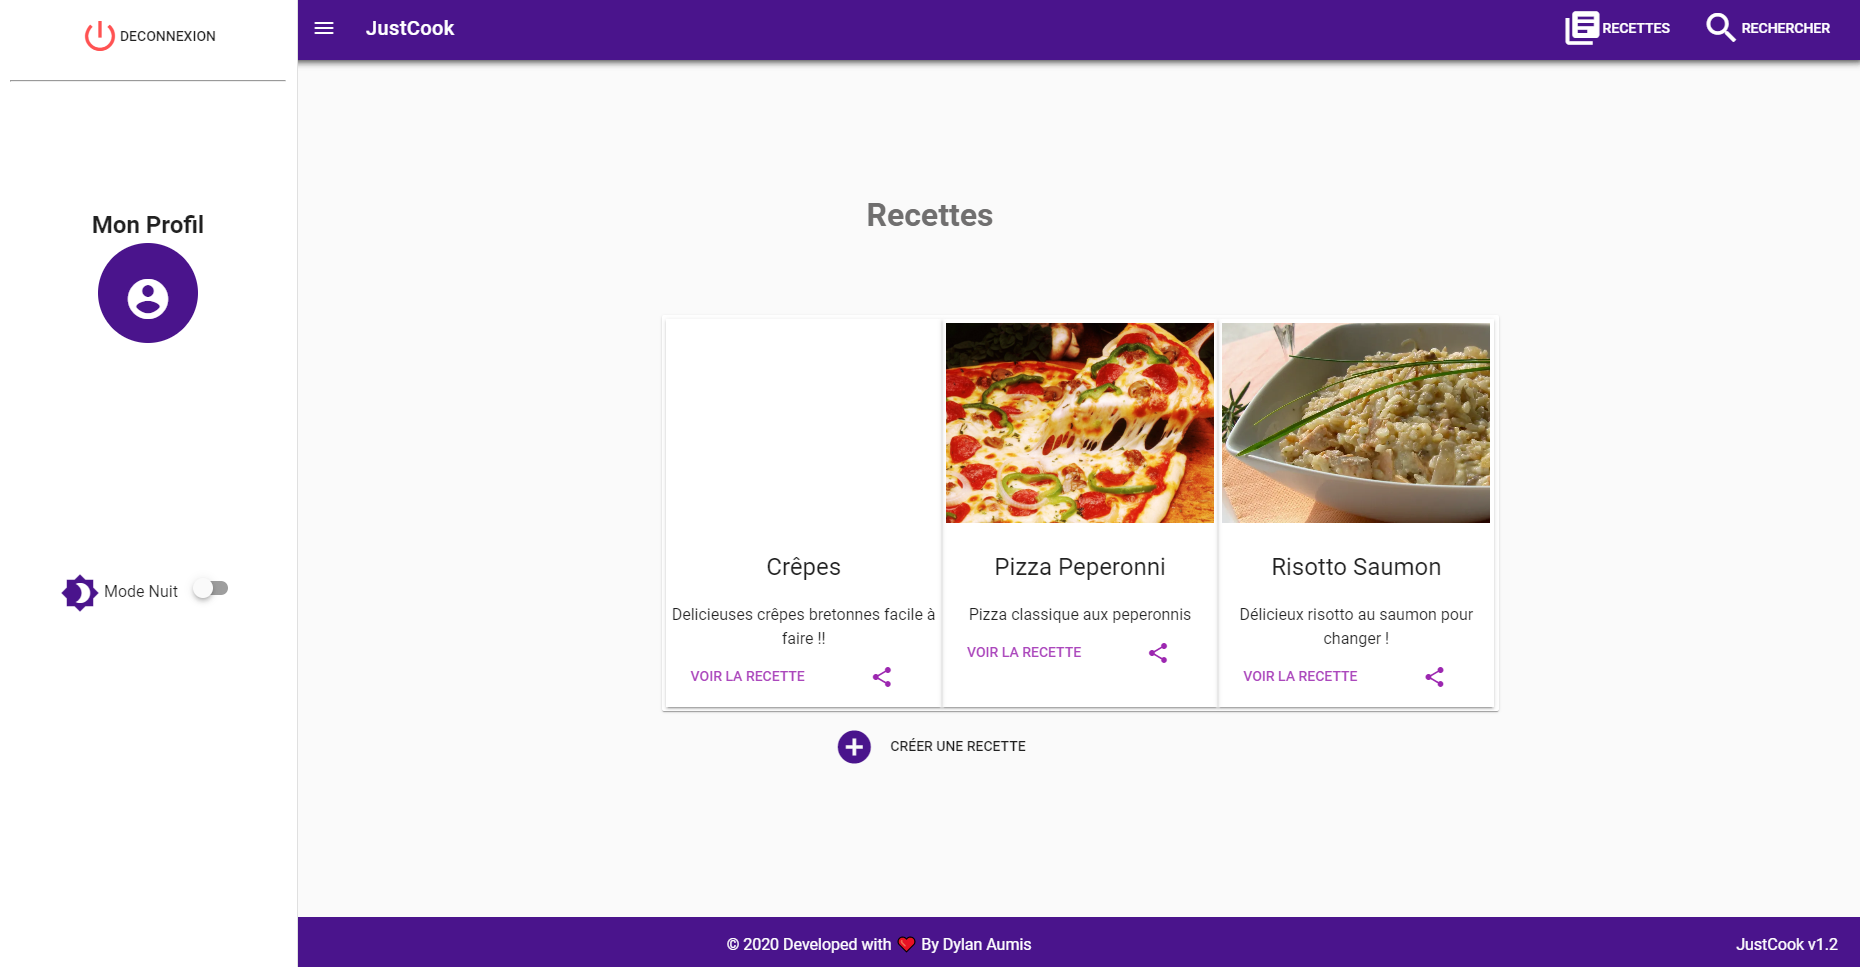 DECONNEXION
JustCook
RECETTES
RECHERCHER
Mon Profil
Mode Nuit
Recettes
Crêpes
Delicieuses crêpes bretonnes facile à
faire !!
VOIR LA RECETTE
Pizza Peperonni
Pizza classique aux peperonnis
VOIR LA RECETTE
Risotto Saumon
Délicieux risotto au saumon pour
changer !
VOIR LA RECETTE
CRÉER UNE RECETTE
© 2020 Developed with ❤ By Dylan Aumis
JustCook v1.2